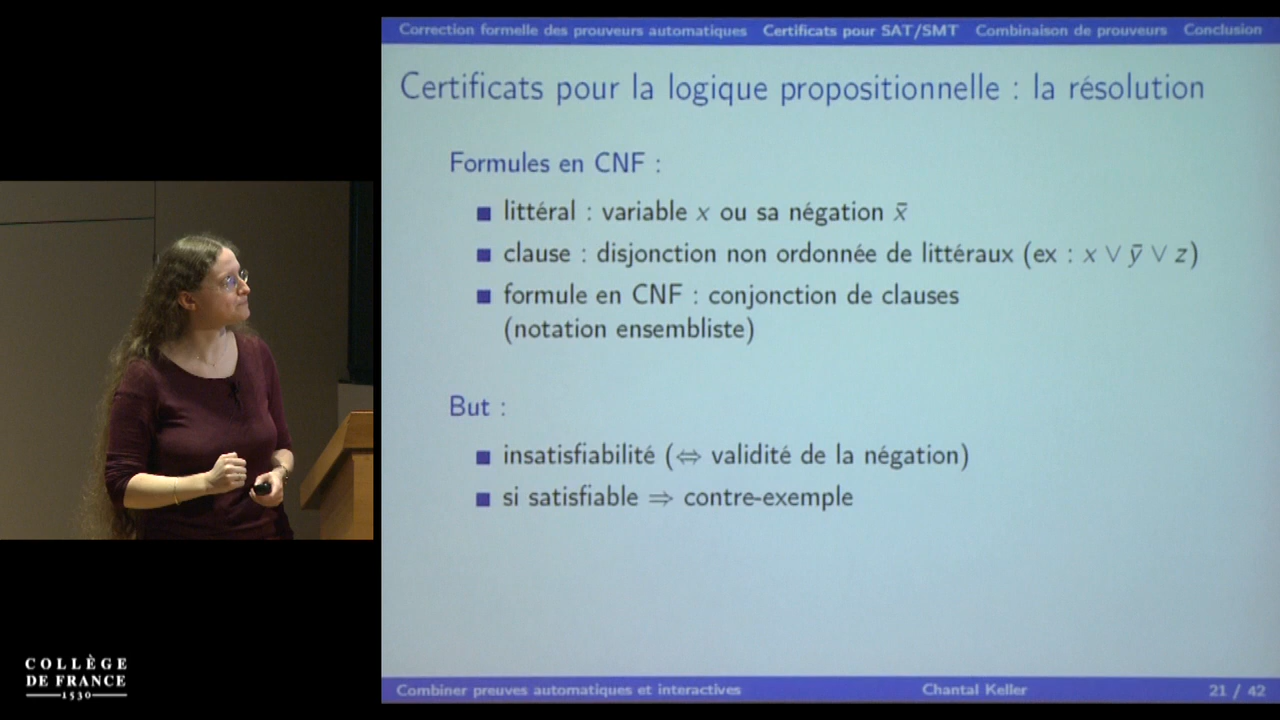 Correction formelle des prouveurs automatiques Certificats pour SAT/SMT Combinaison de prouveurs Conclusion
Certificats pour la logique propositionnelle : la résolution
Formules en CNF :
littéral : variable x ou sa négation x̄
clause : disjonction non ordonnée de littéraux (ex : x ∨ ȳ ∨ z)
formule en CNF : conjonction de clauses
(notation ensembliste)
But :
insatisfiabilité (⇔ validité de la négation)
si satisfiable ⇒ contre-exemple
Combiner preuves automatiques et interactives Chantal Keller 21 / 42
COLLÈGE
DE FRANCE
1530